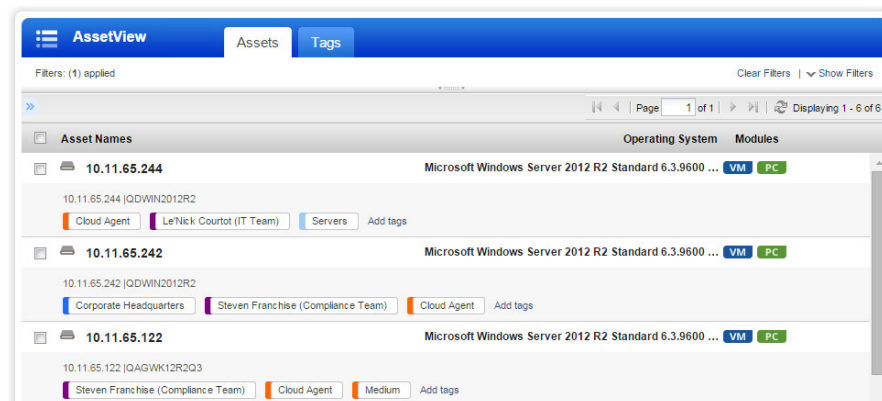 AssetView Assets Tags
Filters: (1) applied Clear Filters | Show Filters
Page 1 of 1 | Displaying 1 - 6 of 6
Asset Names Operating System Modules
10.11.65.244 Microsoft Windows Server 2012 R2 Standard 6.3.9600 ... VM PC
10.11.65.244 |QDWIN2012R2
Cloud Agent Le'Nick Courtot (IT Team) Servers Add tags
10.11.65.242 Microsoft Windows Server 2012 R2 Standard 6.3.9600 ... VM PC
10.11.65.242 |QDWIN2012R2
Corporate Headquarters Steven Franchise (Compliance Team) Cloud Agent Add tags
10.11.65.122 Microsoft Windows Server 2012 R2 Standard 6.3.9600 ... VM PC
10.11.65.122 |QAGWK12R2Q3
Steven Franchise (Compliance Team) Cloud Agent Medium Add tags